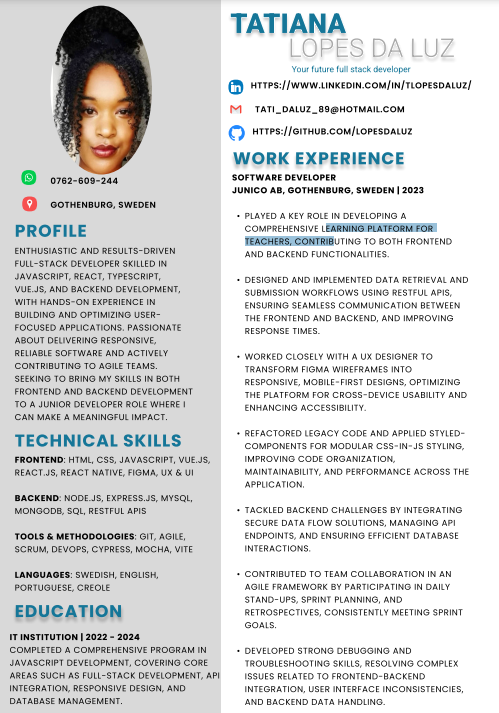 TATIANA
LOPES DA LUZ
Your future full stack developer
HTTPS://WWW.LINKEDIN.COM/IN/TLOPESDALUZ/
TATI_DALUZ_89@HOTMAIL.COM
HTTPS://GITHUB.COM/LOPESDALUZ
0762-609-244
GOTHENBURG, SWEDEN
PROFILE
ENTHUSIASTIC AND RESULTS-DRIVEN
FULL-STACK DEVELOPER SKILLED IN
JAVASCRIPT, REACT, TYPESCRIPT,
VUE.JS, AND BACKEND DEVELOPMENT,
WITH HANDS-ON EXPERIENCE IN
BUILDING AND OPTIMIZING USER-
FOCUSED APPLICATIONS. PASSIONATE
ABOUT DELIVERING RESPONSIVE,
RELIABLE SOFTWARE AND ACTIVELY
CONTRIBUTING TO AGILE TEAMS.
SEEKING TO BRING MY SKILLS IN BOTH
FRONTEND AND BACKEND DEVELOPMENT
TO A JUNIOR DEVELOPER ROLE WHERE I
CAN MAKE A MEANINGFUL IMPACT.
TECHNICAL SKILLS
FRONTEND: HTML, CSS, JAVASCRIPT, VUE.JS,
REACT.JS, REACT NATIVE, FIGMA, UX & UI
BACKEND: NODE.JS, EXPRESS.JS, MYSQL,
MONGODB, SQL, RESTFUL APIS
TOOLS & METHODOLOGIES: GIT, AGILE,
SCRUM, DEVOPS, CYPRESS, MOCHA, VITE
LANGUAGES: SWEDISH, ENGLISH,
PORTUGUESE, CREOLE
EDUCATION
IT INSTITUTION | 2022 - 2024
COMPLETED A COMPREHENSIVE PROGRAM IN
JAVASCRIPT DEVELOPMENT, COVERING CORE
AREAS SUCH AS FULL-STACK DEVELOPMENT, API
INTEGRATION, RESPONSIVE DESIGN, AND
DATABASE MANAGEMENT.
WORK EXPERIENCE
SOFTWARE DEVELOPER
JUNICO AB, GOTHENBURG, SWEDEN | 2023
• PLAYED A KEY ROLE IN DEVELOPING A
COMPREHENSIVE LEARNING PLATFORM FOR
TEACHERS, CONTRIBUTING TO BOTH FRONTEND
AND BACKEND FUNCTIONALITIES.
• DESIGNED AND IMPLEMENTED DATA RETRIEVAL AND
SUBMISSION WORKFLOWS USING RESTFUL APIS,
ENSURING SEAMLESS COMMUNICATION BETWEEN
THE FRONTEND AND BACKEND, AND IMPROVING
RESPONSE TIMES.
• WORKED CLOSELY WITH A UX DESIGNER TO
TRANSFORM FIGMA WIREFRAMES INTO
RESPONSIVE, MOBILE-FIRST DESIGNS, OPTIMIZING
THE PLATFORM FOR CROSS-DEVICE USABILITY AND
ENHANCING ACCESSIBILITY.
• REFACTORED LEGACY CODE AND APPLIED STYLED-
COMPONENTS FOR MODULAR CSS-IN-JS STYLING,
IMPROVING CODE ORGANIZATION,
MAINTAINABILITY, AND PERFORMANCE ACROSS THE
APPLICATION.
• TACKLED BACKEND CHALLENGES BY INTEGRATING
SECURE DATA FLOW SOLUTIONS, MANAGING API
ENDPOINTS, AND ENSURING EFFICIENT DATABASE
INTERACTIONS.
• CONTRIBUTED TO TEAM COLLABORATION IN AN
AGILE FRAMEWORK BY PARTICIPATING IN DAILY
STAND-UPS, SPRINT PLANNING, AND
RETROSPECTIVES, CONSISTENTLY MEETING SPRINT
GOALS.
• DEVELOPED STRONG DEBUGGING AND
TROUBLESHOOTING SKILLS, RESOLVING COMPLEX
ISSUES RELATED TO FRONTEND-BACKEND
INTEGRATION, USER INTERFACE INCONSISTENCIES,
AND BACKEND DATA HANDLING.